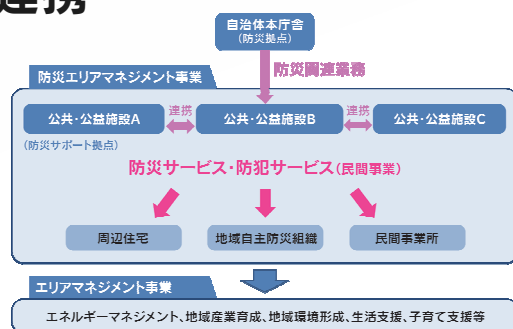 連携
自治体本庁舎
(防災拠点)
防災関連業務
防災エリアマネジメント事業
公共・公益施設A 連携 公共・公益施設B 連携 公共・公益施設C
(防災サポート拠点)
防災サービス・防犯サービス(民間事業)
周辺住宅 地域自主防災組織 民間事業所
エリアマネジメント事業
エネルギーマネジメント、地域産業育成、地域環境形成、生活支援、子育て支援等